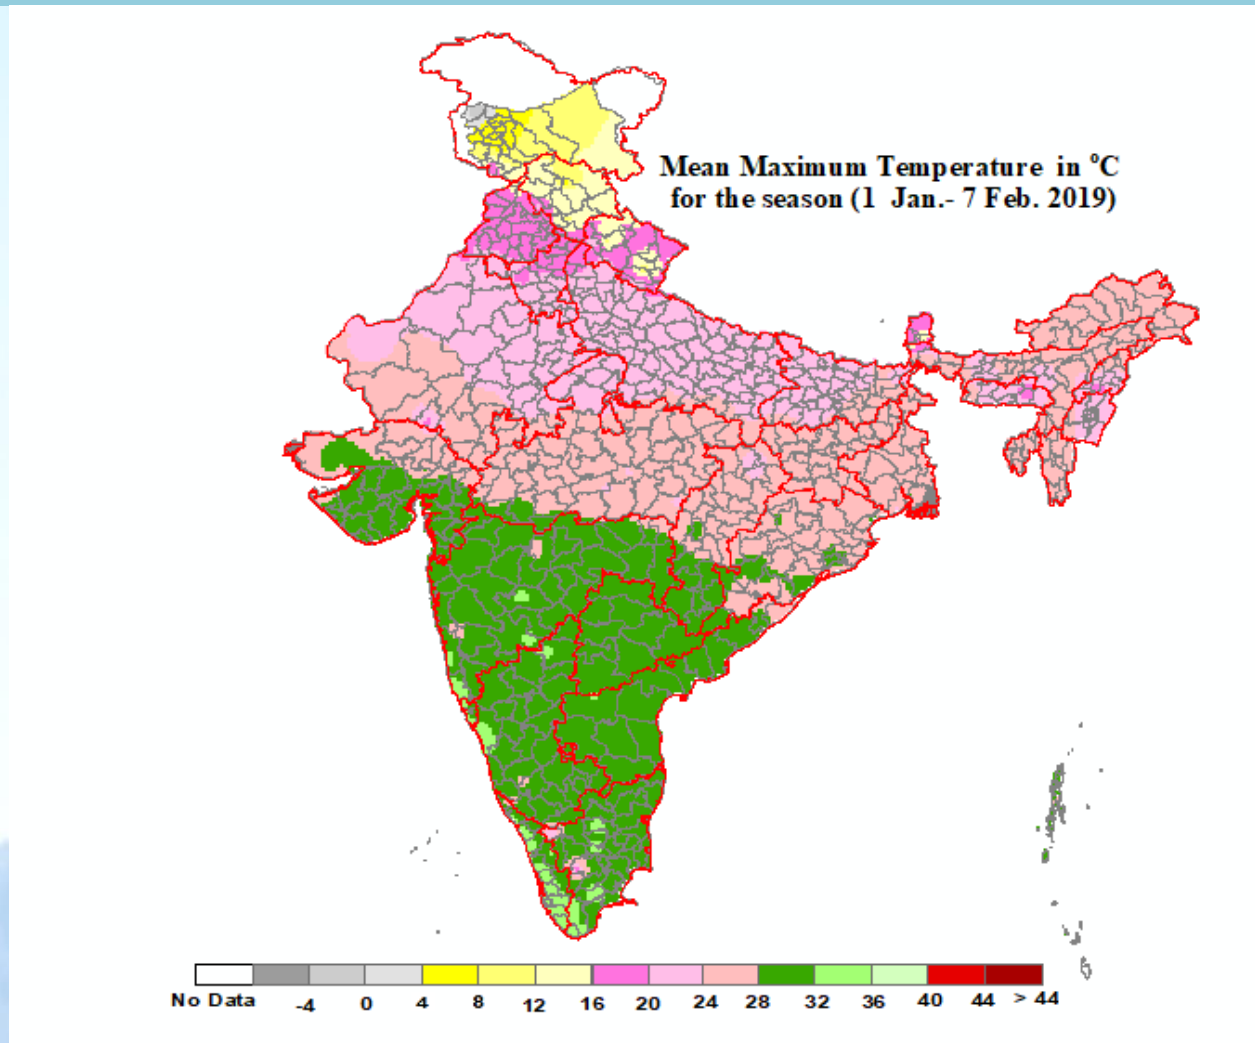 Mean Maximum Temperature in °C
for the season (1 Jan.- 7 Feb. 2019)
No Data -4 0 4 8 12 16 20 24 28 32 36 40 44 > 44